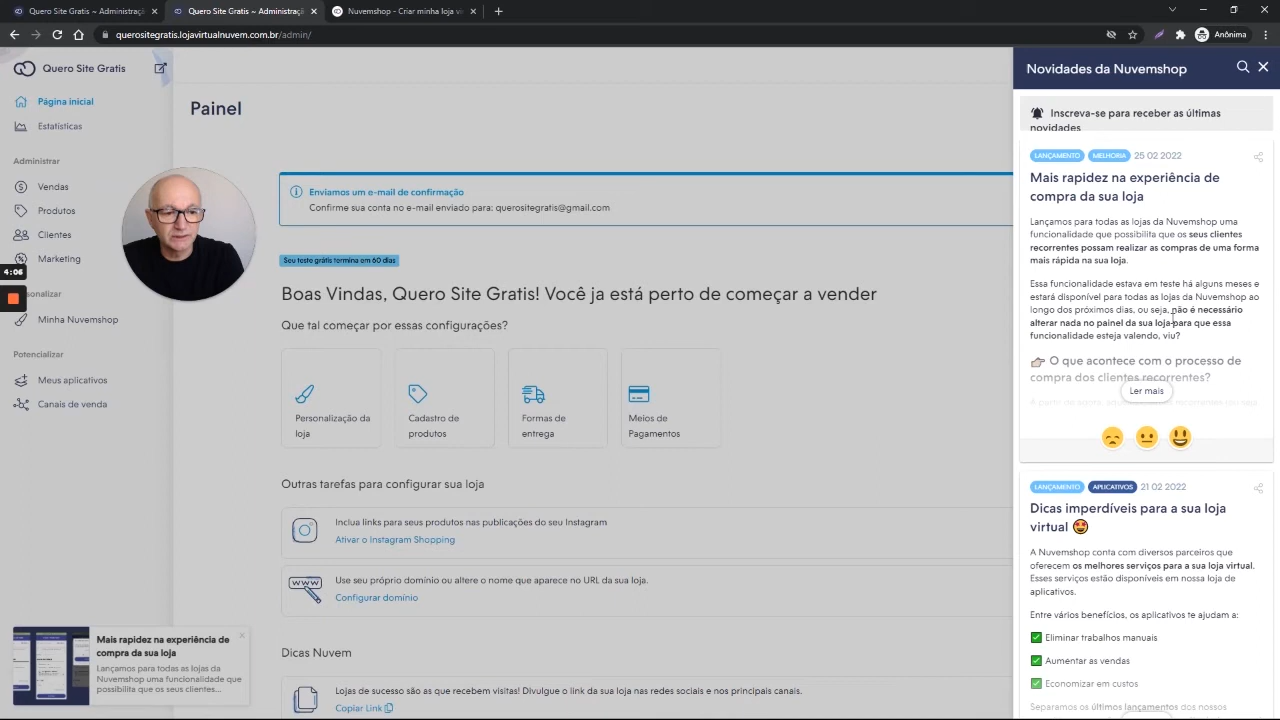 Quero Site Gratis ~ Administraçã
Quero Site Gratis ~ Administraçã
Nuvemshop - Criar minha loja vi
querositegratis.lojavirtualnuvem.com.br/admin/
Anônima
Quero Site Gratis
Página inicial
Estatísticas
Administrar
Vendas
Produtos
Clientes
Marketing
4:06
sonalizar
Minha Nuvemshop
Potencializar
Meus aplicativos
Canais de venda
Mais rapidez na experiência de
compra da sua loja
Lançamos para todas as lojas da
Nuvemshop uma funcionalidade que
possibilita que os seus clientes...
Painel
Enviamos um e-mail de confirmação
Confirme sua conta no e-mail enviado para: querositegratis@gmail.com
Seu teste grátis termina em 60 dias
Boas Vindas, Quero Site Gratis! Você ja está perto de começar a vender
Que tal começar por essas configurações?
Personalização da
loja
Cadastro de
produtos
Formas de
entrega
Meios de
Pagamentos
Outras tarefas para configurar sua loja
Inclua links para seus produtos nas publicações do seu Instagram
Ativar o Instagram Shopping
www
Use seu próprio domínio ou altere o nome que aparece no URL da sua loja.
Configurar domínio
Dicas Nuvem
Lojas de sucesso são as que recebem visitas! Divulgue o link da sua loja nas redes sociais e nos principais canais.
Copiar Link
Novidades da Nuvemshop
Inscreva-se para receber as últimas
novidades
LANÇAMENTO MELHORIA 25 02 2022
Mais rapidez na experiência de
compra da sua loja
Lançamos para todas as lojas da Nuvemshop uma
funcionalidade que possibilita que os seus clientes
recorrentes possam realizar as compras de uma forma
mais rápida na sua loja.
Essa funcionalidade estava em teste há alguns meses e
estará disponível para todas as lojas da Nuvemshop ao
longo dos próximos dias, ou seja, não é necessário
alterar nada no painel da sua loja para que essa
funcionalidade esteja valendo, viu?
O que acontece com o processo de
compra dos clientes recorrentes?
Ler mais
LANÇAMENTO APLICATIVOS 21 02 2022
Dicas imperdíveis para a sua loja
virtual
A Nuvemshop conta com diversos parceiros que
oferecem os melhores serviços para a sua loja virtual.
Esses serviços estão disponíveis em nossa loja de
aplicativos.
Entre vários benefícios, os aplicativos te ajudam a:
Eliminar trabalhos manuais
Aumentar as vendas
Economizar em custos
Separamos os últimos lançamentos dos nossos